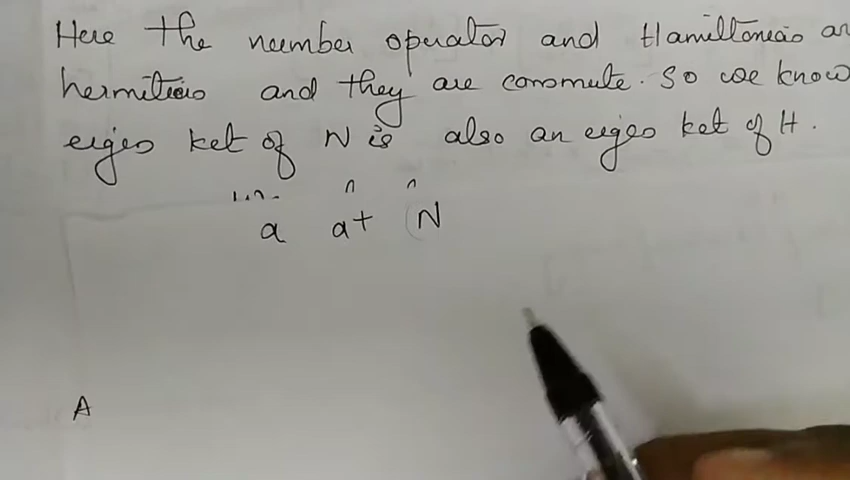 Here the number operator and Hamiltonian ar
hermitian and they are commute. So we know
eigen ket of N is also an eigen ket of H.
a a+ N
A